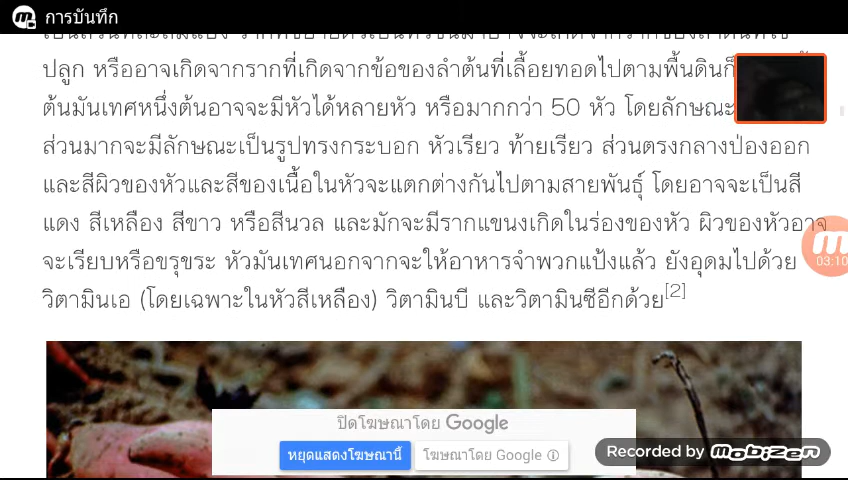 การบันทึก
ปลูก หรืออาจเกิดจากรากที่เกิดจากข้อของลำต้นที่เลื้อยทอดไปตามพื้นดินก็
ต้นมันเทศหนึ่งต้นอาจจะมีหัวได้หลายหัว หรือมากกว่า 50 หัว โดยลักษณะ
ส่วนมากจะมีลักษณะเป็นรูปทรงกระบอก หัวเรียว ท้ายเรียว ส่วนตรงกลางป่องออก
และสีผิวของหัวและสีของเนื้อในหัวจะแตกต่างกันไปตามสายพันธุ์ โดยอาจจะเป็นสี
แดง สีเหลือง สีขาว หรือสีนวล และมักจะมีรากแขนงเกิดในร่องของหัว ผิวของหัวอาจ
จะเรียบหรือขรุขระ หัวมันเทศนอกจากจะให้อาหารจำพวกแป้งแล้ว ยังอุดมไปด้วย
03:10
วิตามินเอ (โดยเฉพาะในหัวสีเหลือง) วิตามินบี และวิตามินซีอีกด้วย[2]
ปิดโฆษณาโดย Google
หยุดแสดงโฆษณานี้ โฆษณาโดย Google
Recorded by MOBIZEN